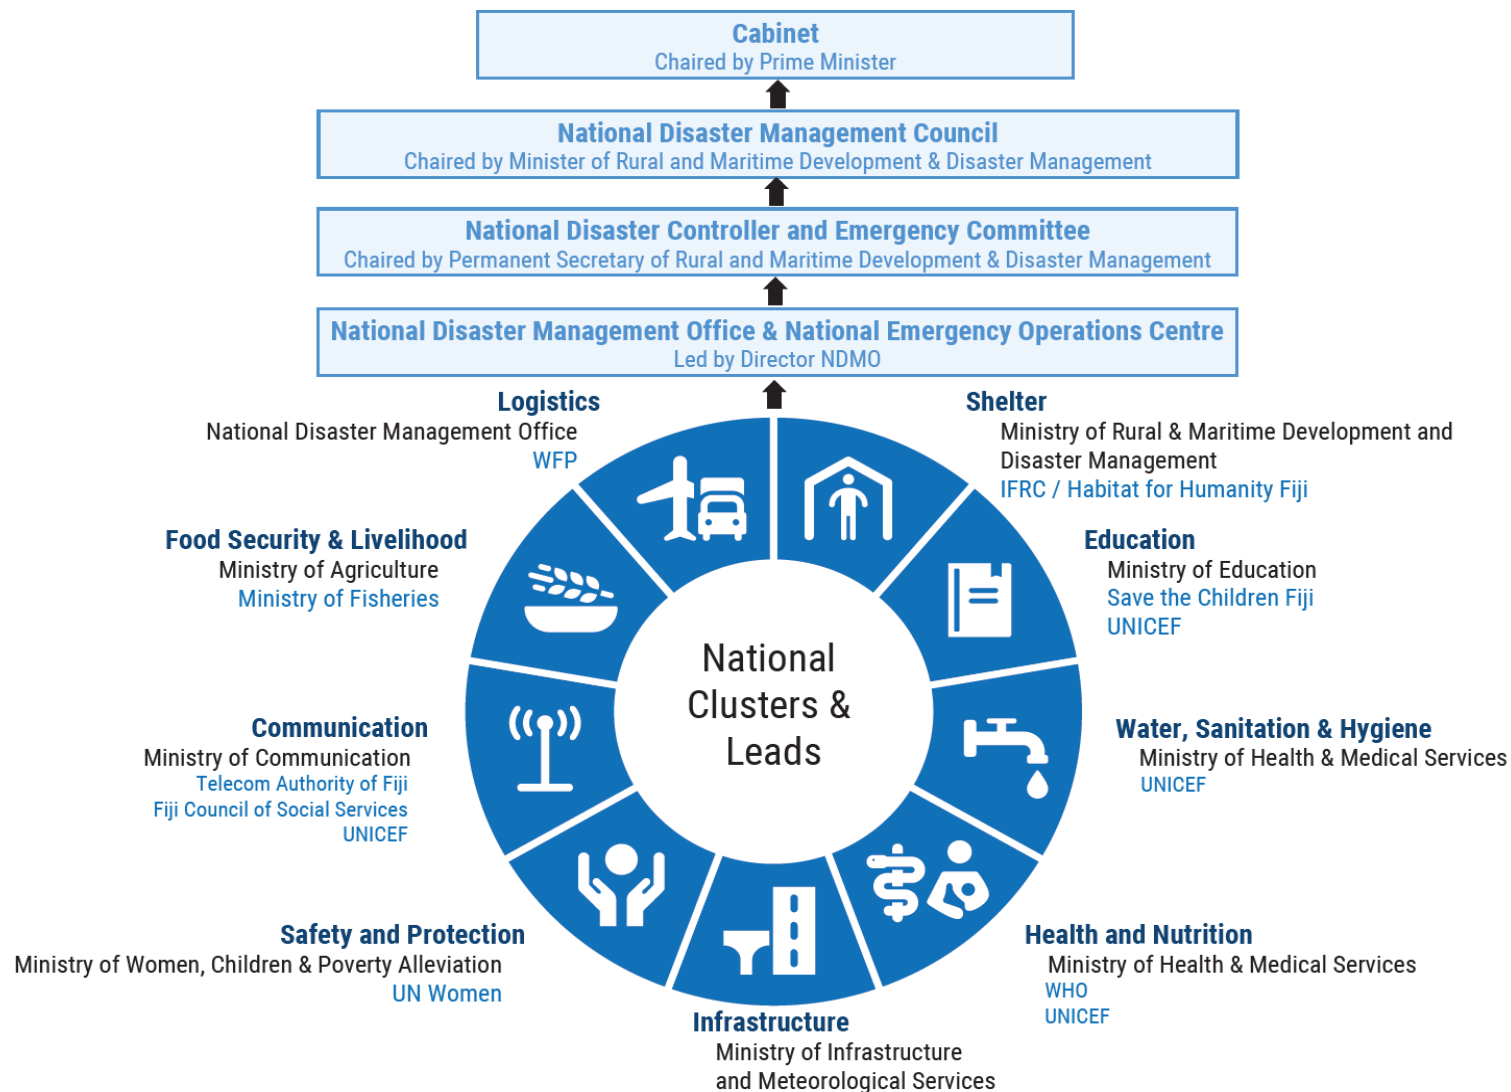 Cabinet
Chaired by Prime Minister
National Disaster Management Council
Chaired by Minister of Rural and Maritime Development & Disaster Management
National Disaster Controller and Emergency Committee
Chaired by Permanent Secretary of Rural and Maritime Development & Disaster Management
National Disaster Management Office & National Emergency Operations Centre
Led by Director NDMO
Logistics
National Disaster Management Office
WFP
Shelter
Ministry of Rural & Maritime Development and
Disaster Management
IFRC / Habitat for Humanity Fiji
Food Security & Livelihood
Ministry of Agriculture
Ministry of Fisheries
Education
Ministry of Education
Save the Children Fiji
UNICEF
National
Clusters &
Leads
Communication
Ministry of Communication
Telecom Authority of Fiji
Fiji Council of Social Services
UNICEF
Water, Sanitation & Hygiene
Ministry of Health & Medical Services
UNICEF
Safety and Protection
Ministry of Women, Children & Poverty Alleviation
UN Women
Health and Nutrition
Ministry of Health & Medical Services
WHO
UNICEF
Infrastructure
Ministry of Infrastructure
and Meteorological Services